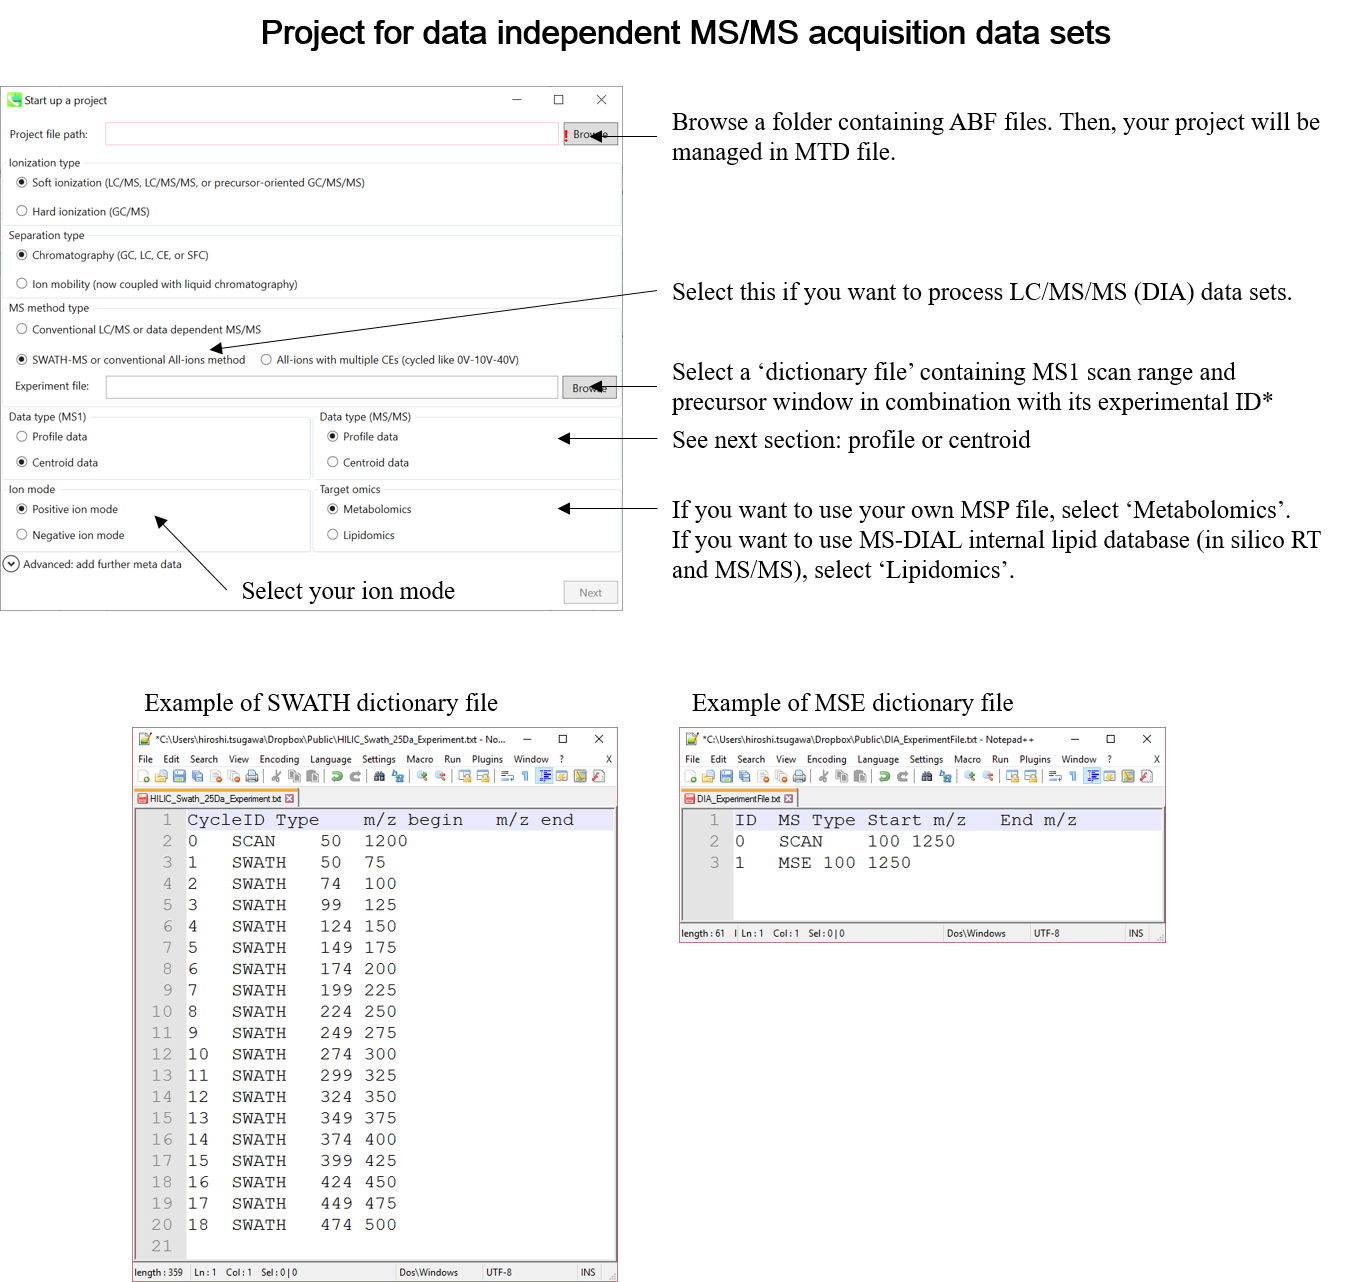 Project for data independent MS/MS acquisition data sets
Start up a project
Project file path:
! Browse
Browse a folder containing ABF files. Then, your project will be
managed in MTD file.
Ionization type
Soft ionization (LC/MS, LC/MS/MS, or precursor-oriented GC/MS/MS)
Hard ionization (GC/MS)
Separation type
Chromatography (GC, LC, CE, or SFC)
Ion mobility (now coupled with liquid chromatography)
Select this if you want to process LC/MS/MS (DIA) data sets.
MS method type
Conventional LC/MS or data dependent MS/MS
SWATH-MS or conventional All-ions method All-ions with multiple CEs (cycled like 0V-10V-40V)
Experiment file: Browse
Select a ‘dictionary file’ containing MS1 scan range and
precursor window in combination with its experimental ID*
Data type (MS1) Data type (MS/MS)
Profile data Profile data
See next section: profile or centroid
Centroid data Centroid data
Ion mode Target omics
Positive ion mode Metabolomics
Negative ion mode Lipidomics
If you want to use your own MSP file, select ‘Metabolomics’.
If you want to use MS-DIAL internal lipid database (in silico RT
and MS/MS), select ‘Lipidomics’.
Advanced: add further meta data
Select your ion mode
Next
Example of SWATH dictionary file
*C:\Users\hiroshi.tsugawa\Dropbox\Public\HILIC_Swath_25Da_Experiment.txt - No...
File Edit Search View Encoding Language Settings Macro Run Plugins Window ? X
HILIC_Swath_25Da_Experiment.txt
1 CycleID Type m/z begin m/z end
2 0 SCAN 50 1200
3 1 SWATH 50 75
4 2 SWATH 74 100
5 3 SWATH 99 125
6 4 SWATH 124 150
7 5 SWATH 149 175
8 6 SWATH 174 200
9 7 SWATH 199 225
10 8 SWATH 224 250
11 9 SWATH 249 275
12 10 SWATH 274 300
13 11 SWATH 299 325
14 12 SWATH 324 350
15 13 SWATH 349 375
16 14 SWATH 374 400
17 15 SWATH 399 425
18 16 SWATH 424 450
19 17 SWATH 449 475
20 18 SWATH 474 500
21
length : 359 Ln : 1 Col : 1 Sel : 0 | 0 Dos\Windows UTF-8 INS
Example of MSE dictionary file
*C:\Users\hiroshi.tsugawa\Dropbox\Public\DIA_ExperimentFile.txt - Notepad++
File Edit Search View Encoding Language Settings Macro Run Plugins Window ? X
DIA_ExperimentFile.txt
1 ID MS Type Start m/z End m/z
2 0 SCAN 100 1250
3 1 MSE 100 1250
length : 61 l Ln : 1 Col : 1 Sel : 0 | 0 Dos\Windows UTF-8 INS